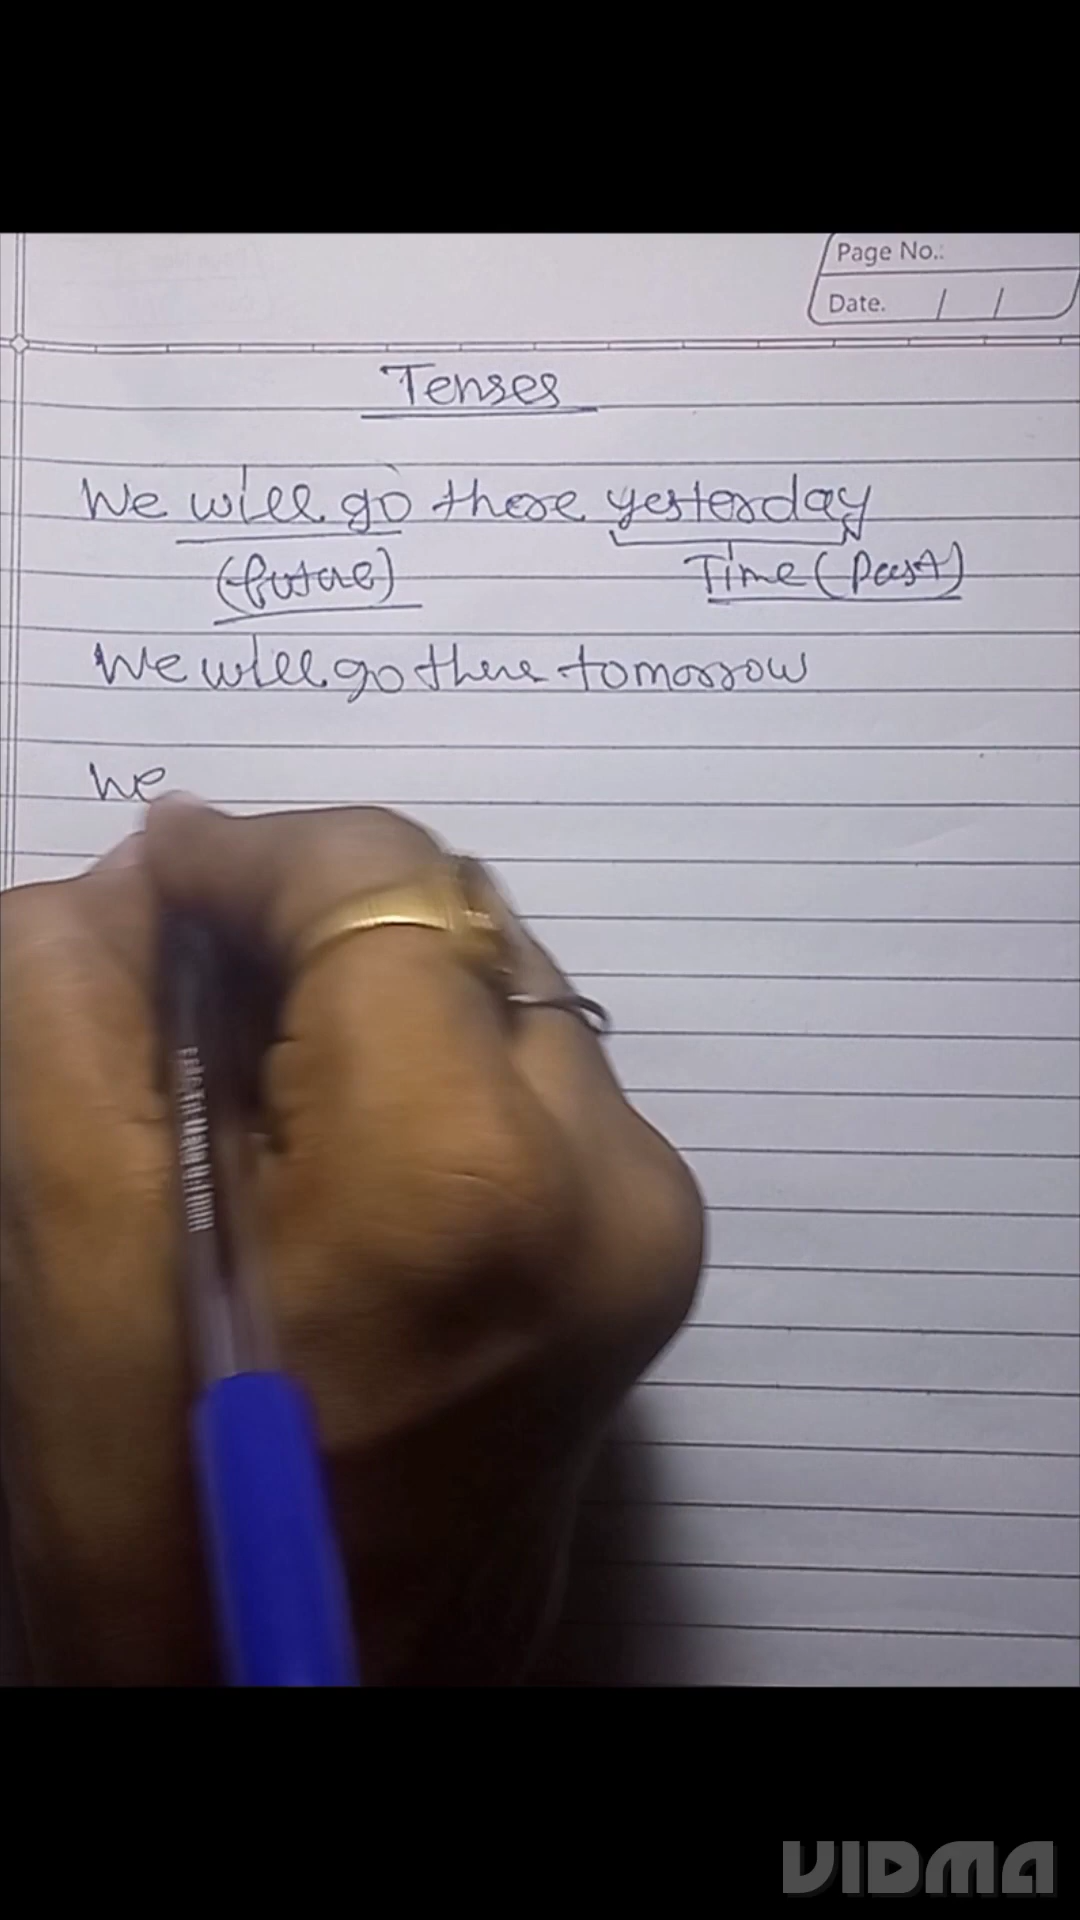 Page No.:
Date. / /
Tenses
We will go there yesterday
(future) Time (Past)
We will go there tomorrow
We
VIDMA